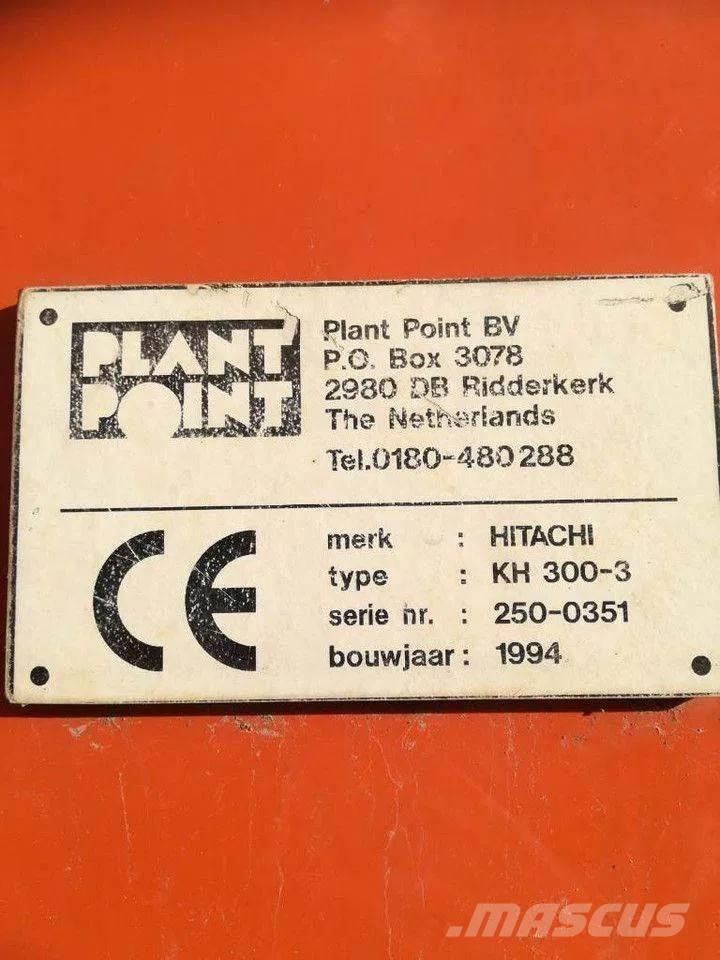 PLANT
POINT
Plant Point BV
P.O. Box 3078
2980 DB Ridderkerk
The Netherlands
Tel.0180-480288
CE
merk : HITACHI
type : KH 300-3
serie nr. : 250-0351
bouwjaar : 1994
MASCUS